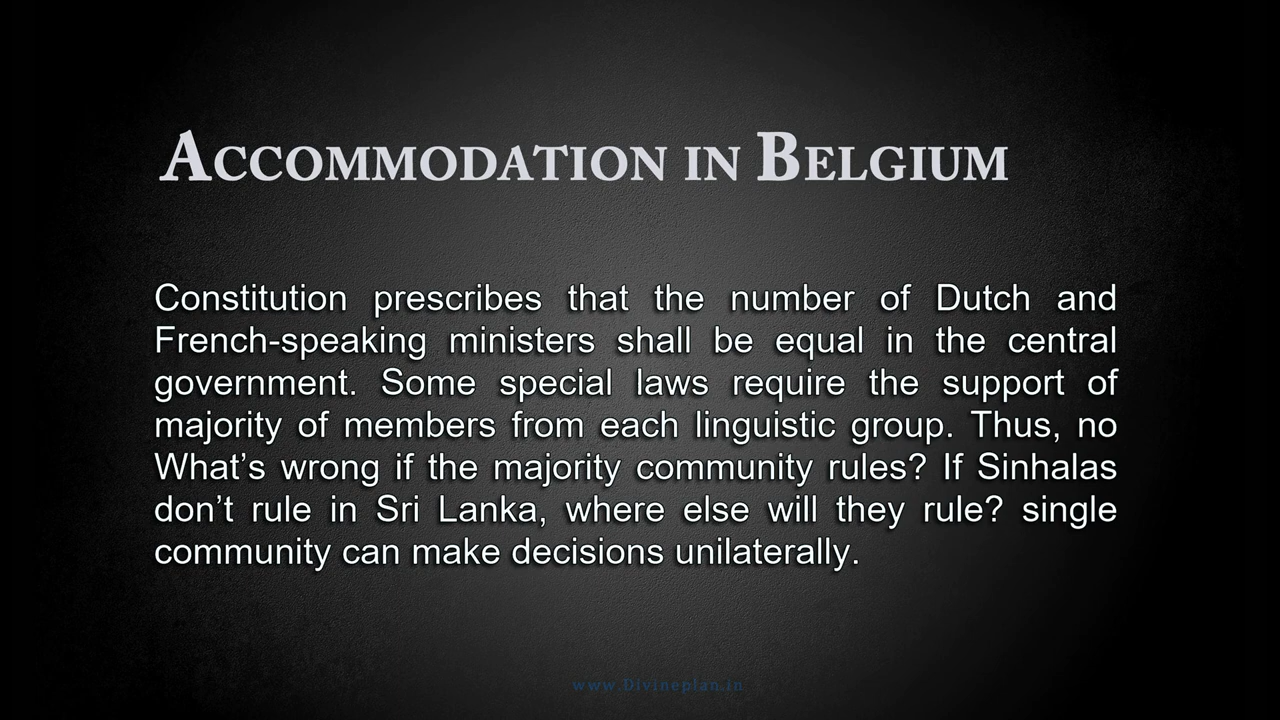 ACCOMMODATION IN BELGIUM
Constitution prescribes that the number of Dutch and
French-speaking ministers shall be equal in the central
government. Some special laws require the support of
majority of members from each linguistic group. Thus, no
What’s wrong if the majority community rules? If Sinhalas
don’t rule in Sri Lanka, where else will they rule? single
community can make decisions unilaterally.
www.Divineplan.in